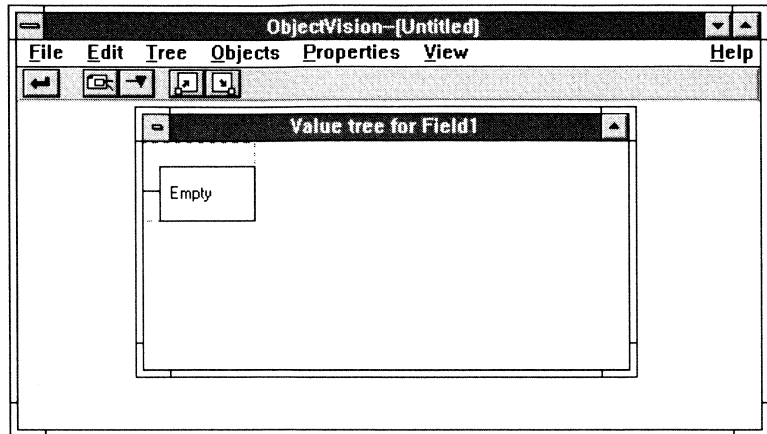 ObjectVision–[Untitled]
File Edit Tree Objects Properties View Help
Value tree for Field1
Empty